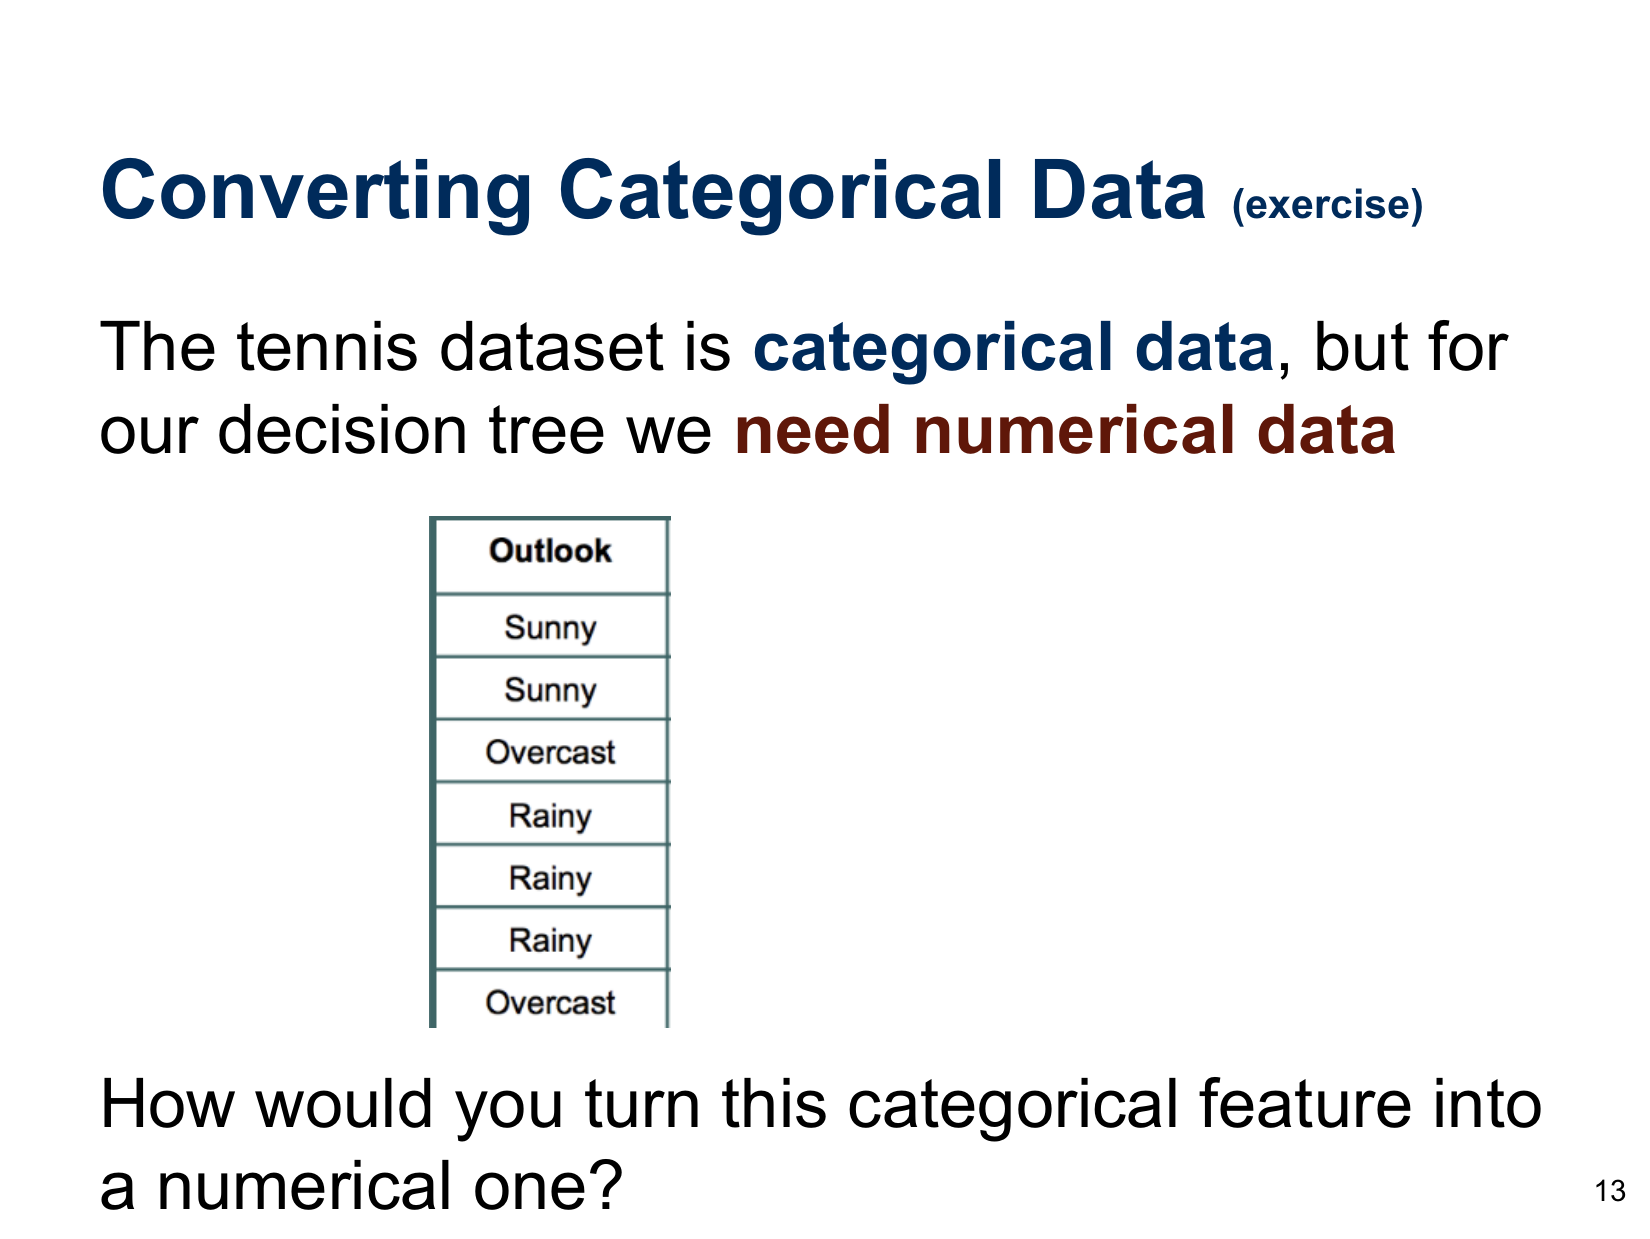 Converting Categorical Data (exercise)
The tennis dataset is categorical data, but for
our decision tree we need numerical data
Outlook
Sunny
Sunny
Overcast
Rainy
Rainy
Rainy
Overcast
How would you turn this categorical feature into
a numerical one?
13